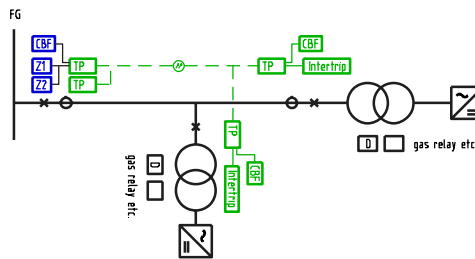 FG
CBF
CBF
Z1
TP
TP
Intertrip
Z2
TP
TP
D
gas relay etc
gas relay etc.
D
Intertrip
CBF